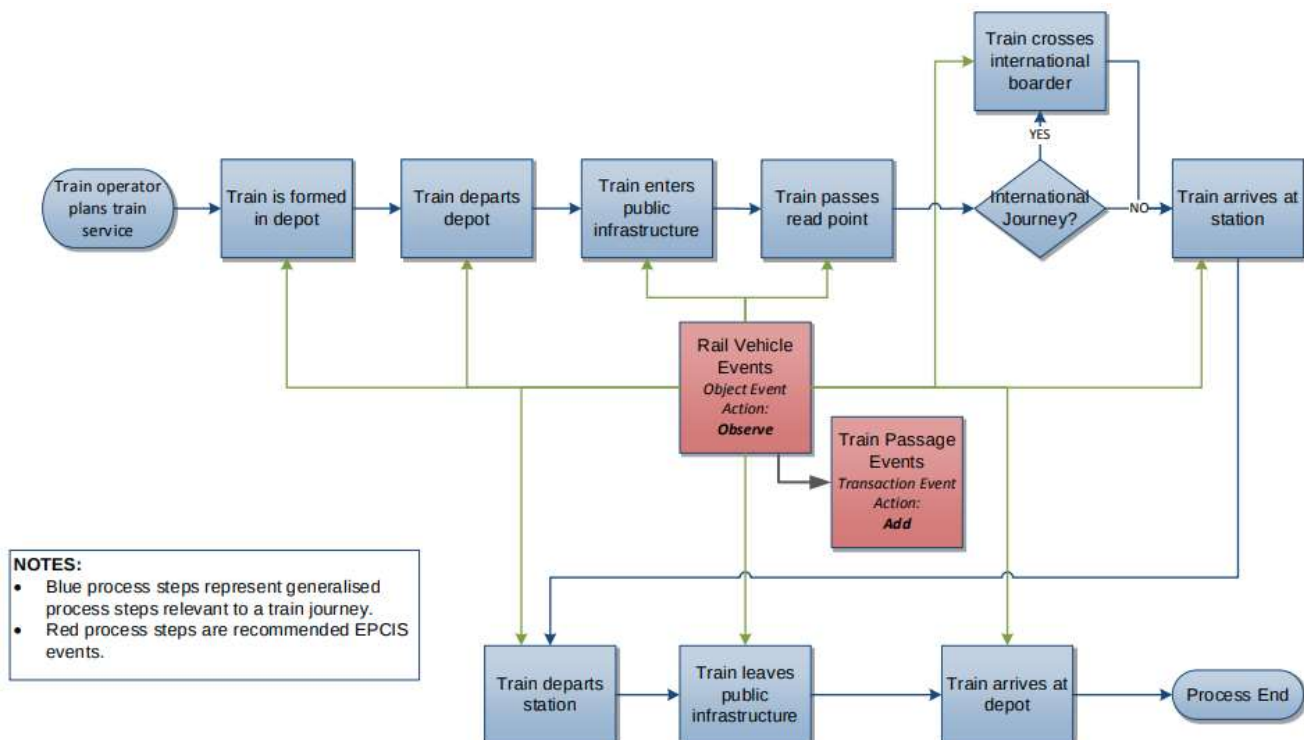 Train crosses
international
boarder
YES
Train operator
plans train
service
Train is formed
in depot
Train departs
depot
Train enters
public
infrastructure
Train passes
read point
International
Journey?
NO
Train arrives at
station
Rail Vehicle
Events
Object Event
Action:
Observe
Train Passage
Events
Transaction Event
Action:
Add
NOTES:
• Blue process steps represent generalised
process steps relevant to a train journey.
• Red process steps are recommended EPCIS
events.
Train departs
station
Train leaves
public
infrastructure
Train arrives at
depot
Process End